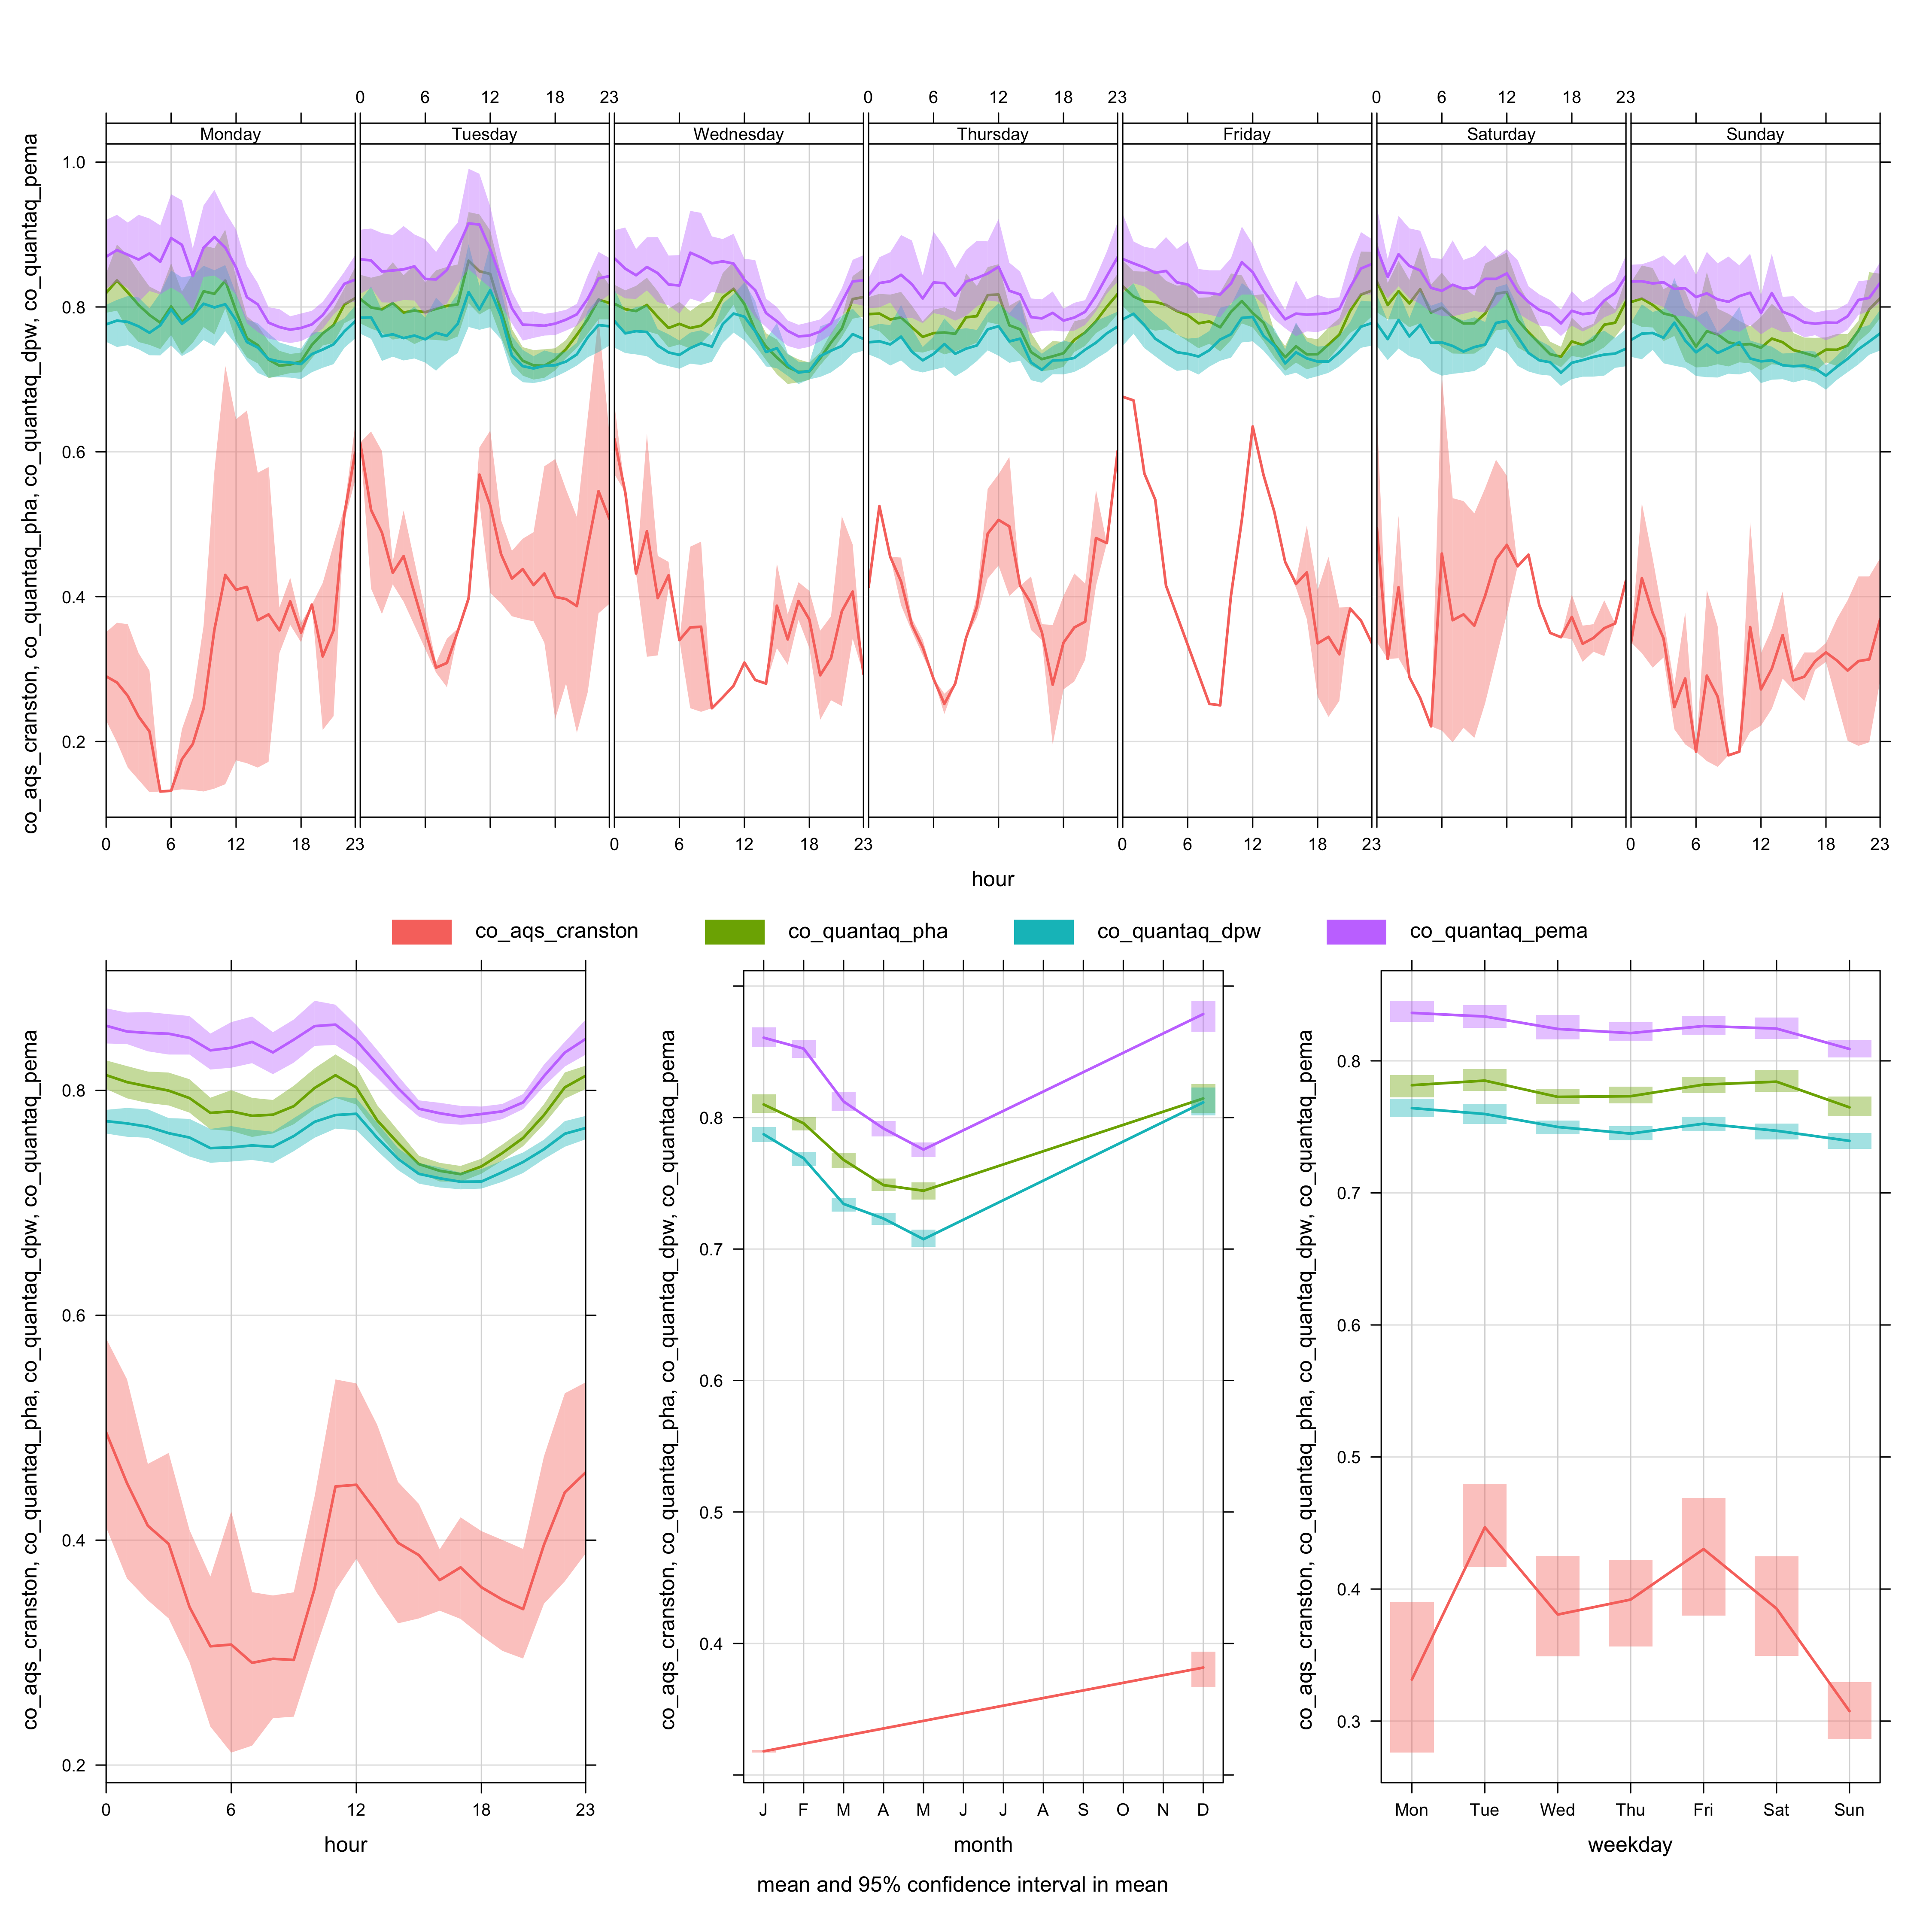 0 6 12 18 23 0 6 12 18 23 0 6 12 18 23
Monday Tuesday Wednesday Thursday Friday Saturday Sunday
co_aqs_cranston, co_quantaq_pha, co_quantaq_dpw, co_quantaq_pema
1.0
0.8
0.6
0.4
0.2
0 6 12 18 23 0 6 12 18 23 0 6 12 18 23 0 6 12 18 23
hour
co_aqs_cranston co_quantaq_pha co_quantaq_dpw co_quantaq_pema
co_aqs_cranston, co_quantaq_pha, co_quantaq_dpw, co_quantaq_pema
0.8
0.6
0.4
0.2
0 6 12 18 23
hour
co_aqs_cranston, co_quantaq_pha, co_quantaq_dpw, co_quantaq_pema
0.8
0.7
0.6
0.5
0.4
J F M A M J J A S O N D
month
co_aqs_cranston, co_quantaq_pha, co_quantaq_dpw, co_quantaq_pema
0.8
0.7
0.6
0.5
0.4
0.3
Mon Tue Wed Thu Fri Sat Sun
weekday
mean and 95% confidence interval in mean